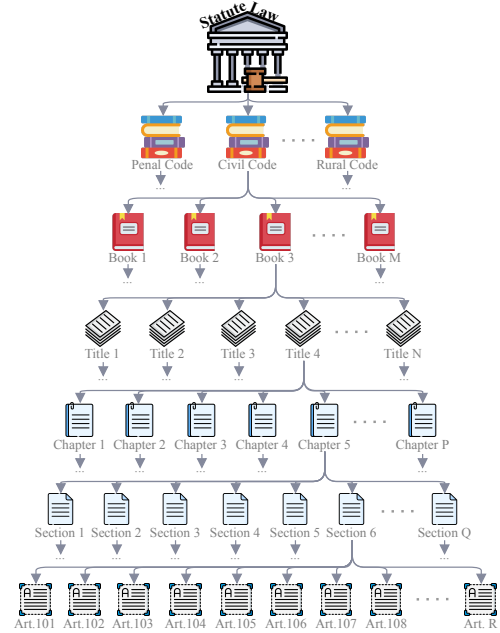 Statute Law
Penal Code Civil Code .... Rural Code
... ...
Book 1 Book 2 Book 3 .... Book M
... ... ...
Title 1 Title 2 Title 3 Title 4 .... Title N
... ... ... ...
Chapter 1 Chapter 2 Chapter 3 Chapter 4 Chapter 5 .... Chapter P
... ... ... ... ...
Section 1 Section 2 Section 3 Section 4 Section 5 Section 6 .... Section Q
... ... ... ... ... ...
A A A A A A A A A
Art.101 Art.102 Art.103 Art.104 Art.105 Art.106 Art.107 Art.108 .... Art. R